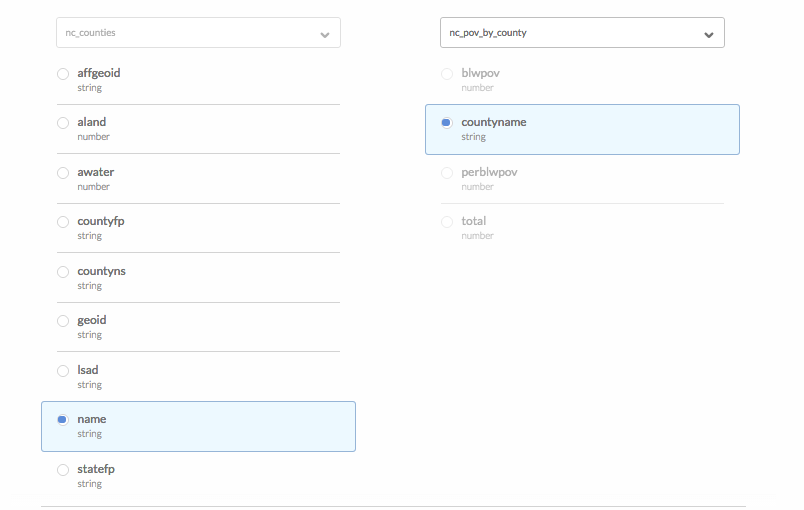 nc_counties
affgeoid
string
aland
number
awater
number
countyfp
string
countyns
string
geoid
string
lsad
string
name
string
statefp
string
nc_pov_by_county
blwpov
number
countyname
string
perblwpov
number
total
number